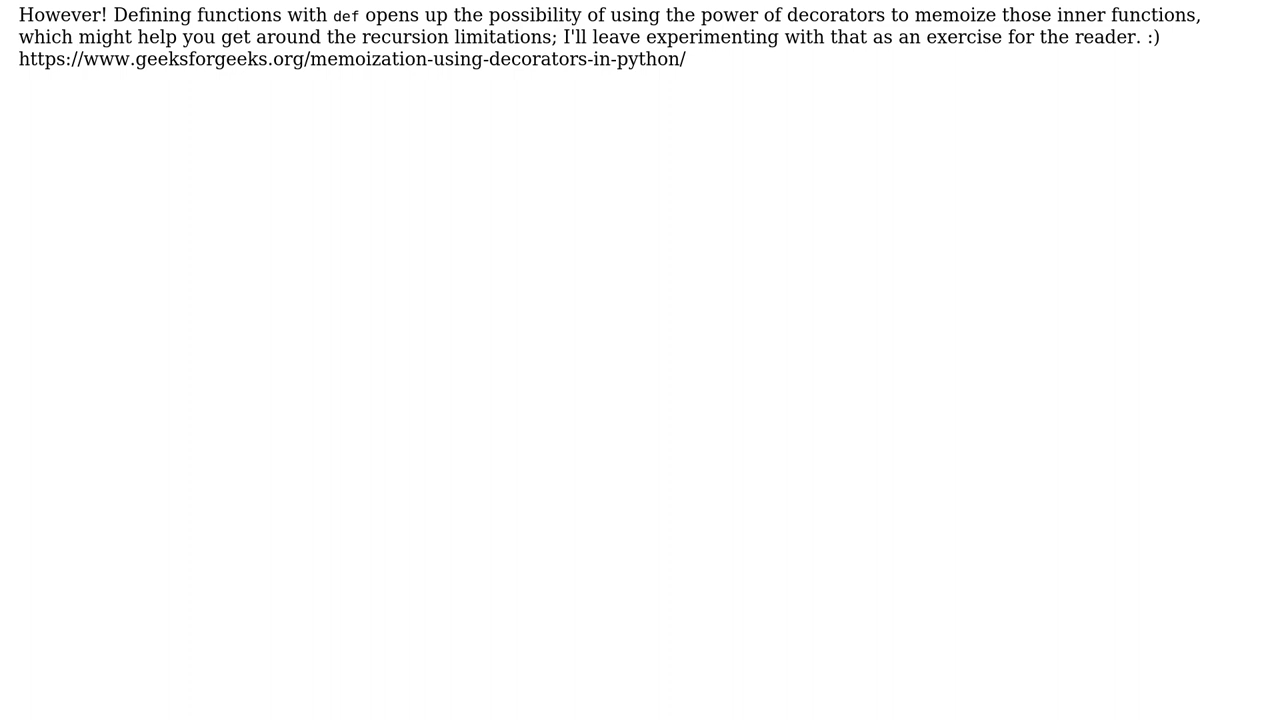 However! Defining functions with def opens up the possibility of using the power of decorators to memoize those inner functions,
which might help you get around the recursion limitations; I'll leave experimenting with that as an exercise for the reader. :)
https://www.geeksforgeeks.org/memoization-using-decorators-in-python/